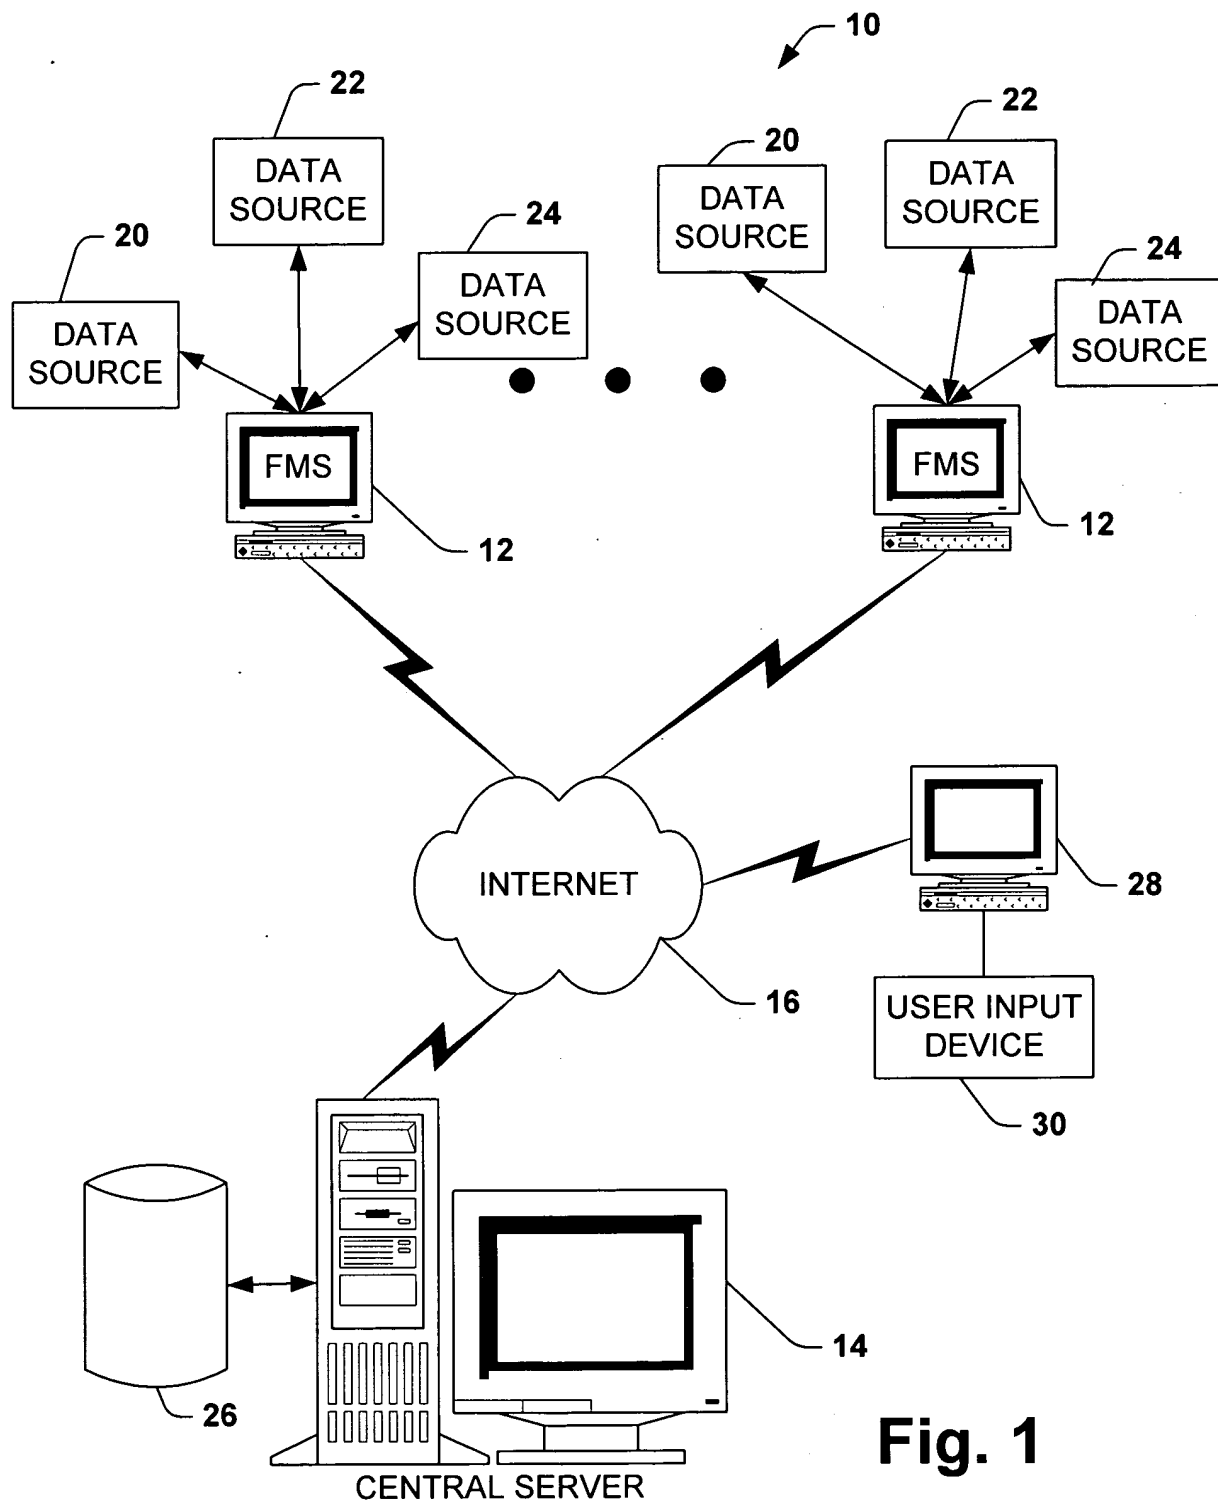 10
22
22
DATA
SOURCE
20
DATA
SOURCE
DATA
SOURCE
20
24
24
DATA
SOURCE
DATA
SOURCE
DATA
SOURCE
FMS
FMS
12
12
INTERNET
28
16
USER INPUT
DEVICE
30
14
26
Fig. 1
CENTRAL SERVER